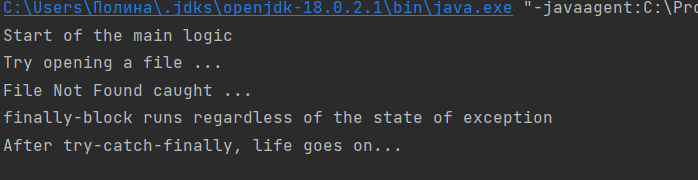 C:\Users\Полина\.jdks\openjdk-18.0.2.1\bin\java.exe "-javaagent:C:\Pro
Start of the main logic
Try opening a file ...
File Not Found caught ...
finally-block runs regardless of the state of exception
After try-catch-finally, life goes on...